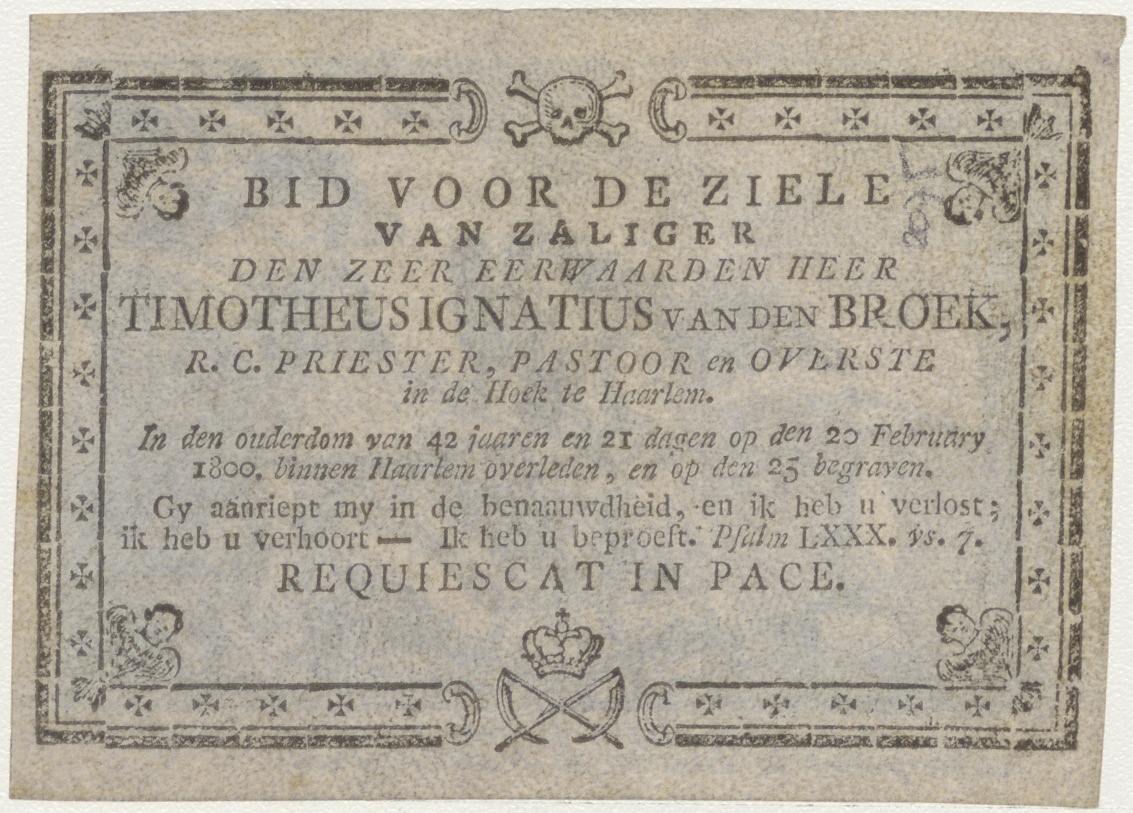 BID VOOR DE ZIELE
VAN ZALIGER
DEN ZEER EERWAARDEN HEER
TIMOTHEUS IGNATIUS VAN DEN BROEK,
R. C. PRIESTER, PASTOOR en OVERSTE
in de Hoek te Haarlem.
In den ouderdom van 42 jaaren en 21 dagen op den 20 February
1800. binnen Haarlem overleden, en op den 25 begraven.
Gy aanriept my in de benaauwdheid, en ik heb u verlost;
ik heb u verhoort — Ik heb u beproeft. Psalm LXXX. vs. 7.
REQUIESCAT IN PACE.